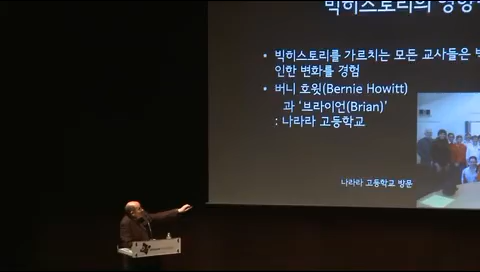 빅히스토리의
• 빅히스토리를 가르치는 모든 교사들은
인한 변화를 경험
• 버니 호윗(Bernie Howitt)
과 ‘브라이언(Brian)’
: 나라라 고등학교
나라라 고등학교 방문